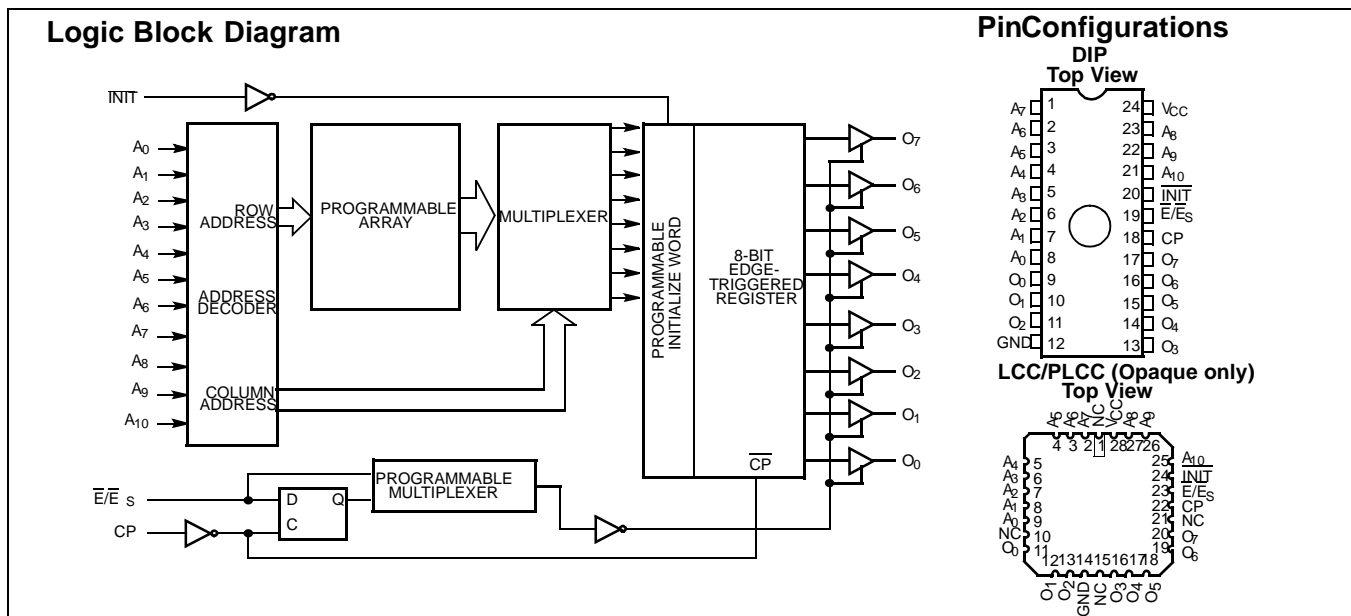 Logic Block Diagram
INIT
A0
A1
A2
A3
A4
A5
A6
A7
A8
A9
A10
ROW
ADDRESS
ADDRESS
DECODER
COLUMN
ADDRESS
PROGRAMMABLE
ARRAY
MULTIPLEXER
PROGRAMMABLE
INITIALIZE WORD
8-BIT
EDGE-
TRIGGERED
REGISTER
CP
O7
O6
O5
O4
O3
O2
O1
O0
E/E S
CP
D Q
C
PROGRAMMABLE
MULTIPLEXER
PinConfigurations
DIP
Top View
A7 1 24 VCC
A6 2 23 A8
A5 3 22 A9
A4 4 21 A10
A3 5 20 INIT
A2 6 19 E/ES
A1 7 18 CP
A0 8 17 O7
O0 9 16 O6
O1 10 15 O5
O2 11 14 O4
GND 12 13 O3
LCC/PLCC (Opaque only)
Top View
A5 A6 A7 NC VCC A8 A9
4 3 2 1 28 27 26
A4 5 25 A10
A3 6 24 INIT
A2 7 23 E/ES
A1 8 22 CP
A0 9 21 NC
NC 10 20 O7
O0 11 19 O6
12 13 14 15 16 17 18
O1 O2 GND NC O3 O4 O5